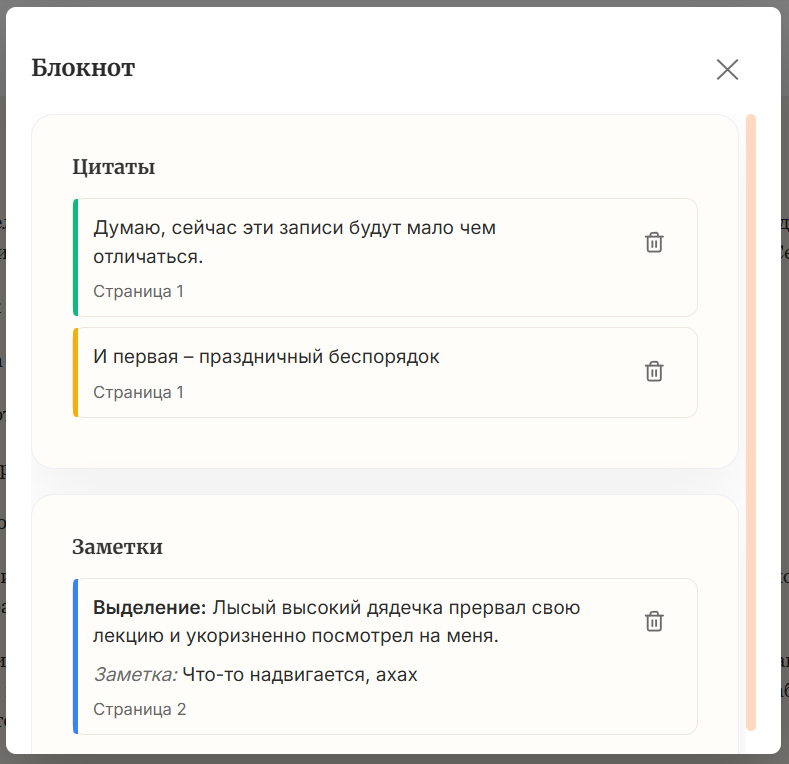 Блокнот
Цитаты
Думаю, сейчас эти записи будут мало чем
отличаться.
Страница 1
И первая – праздничный беспорядок
Страница 1
Заметки
Выделение: Лысый высокий дядечка прервал свою
лекцию и укоризненно посмотрел на меня.
Заметка: Что-то надвигается, ахах
Страница 2